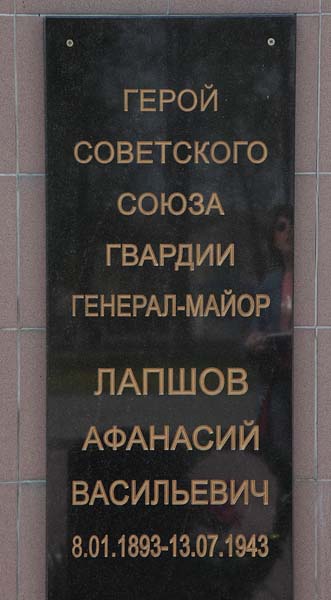 ГЕРОЙ
СОВЕТСКОГО
СОЮЗА
ГВАРДИИ
ГЕНЕРАЛ-МАЙОР
ЛАПШОВ
АФАНАСИЙ
ВАСИЛЬЕВИЧ
8.01.1893-13.07.1943